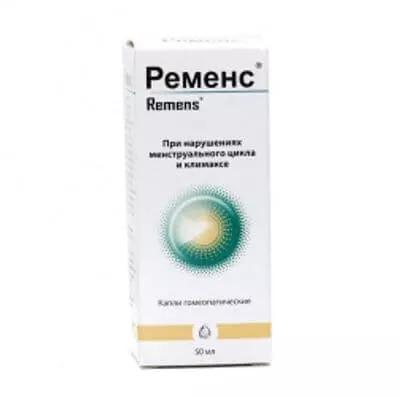 Ременс®
Remens®
При нарушениях
менструального цикла
и климаксе
Капли гомеопатические
50 мл